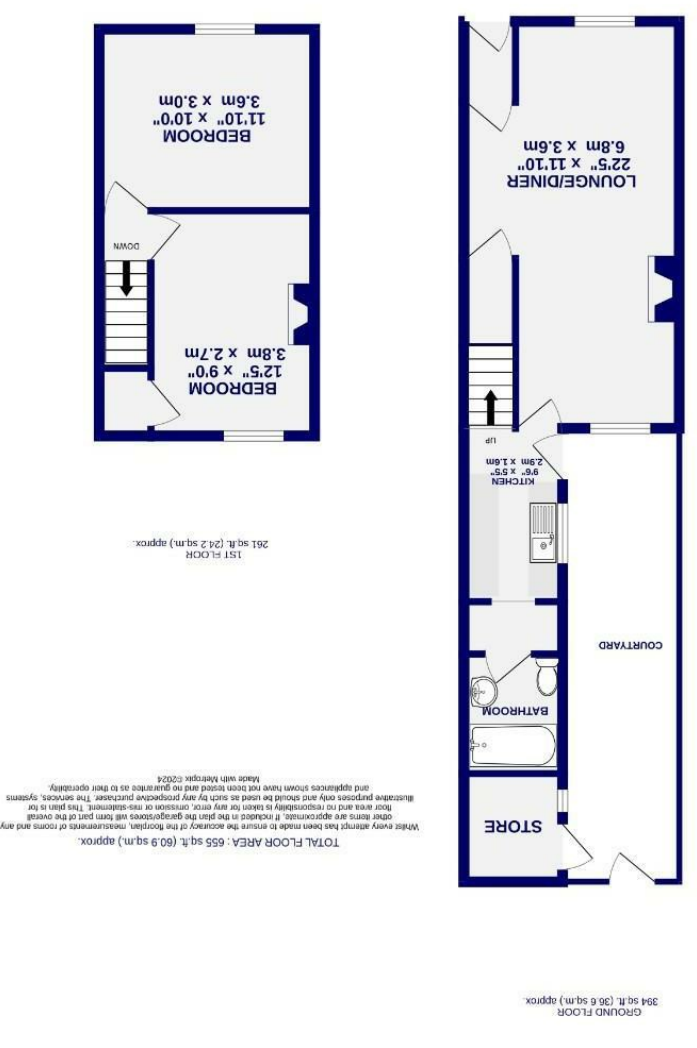 GROUND FLOOR
394 sq.ft. (36.6 sq.m.) approx.
STORE
BATHROOM
COURTYARD
KITCHEN
9'6" x 5'5"
2.9m x 1.6m
UP
LOUNGE/DINER
22'5" x 11'10"
6.8m x 3.6m
1ST FLOOR
261 sq.ft. (24.2 sq.m.) approx.
BEDROOM
12'5" x 9'0"
3.8m x 2.7m
DOWN
BEDROOM
11'10" x 10'0"
3.6m x 3.0m
TOTAL FLOOR AREA : 655 sq.ft. (60.9 sq.m.) approx.
Whilst every attempt has been made to ensure the accuracy of the floorplan, measurements of rooms and any
other items are approximate, If included in the plan the garage/stores will form part of the overall
floor area and no responsibility is taken for any error, omission or mis-statement. This plan is for
illustrative purposes only and should be used as such by any prospective purchaser. The services, systems
and appliances shown have not been tested and no guarantee as to their operability.
Made with Metropix ©2024